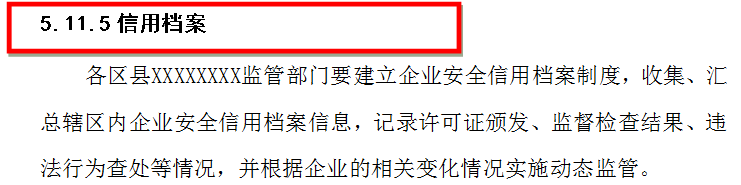 5.11.5 信用档案
各区县XXXXXXXX监管部门要建立企业安全信用档案制度，收集、汇
总辖区内企业安全信用档案信息，记录许可证颁发、监督检查结果、违
法行为查处等情况，并根据企业的相关变化情况实施动态监管。